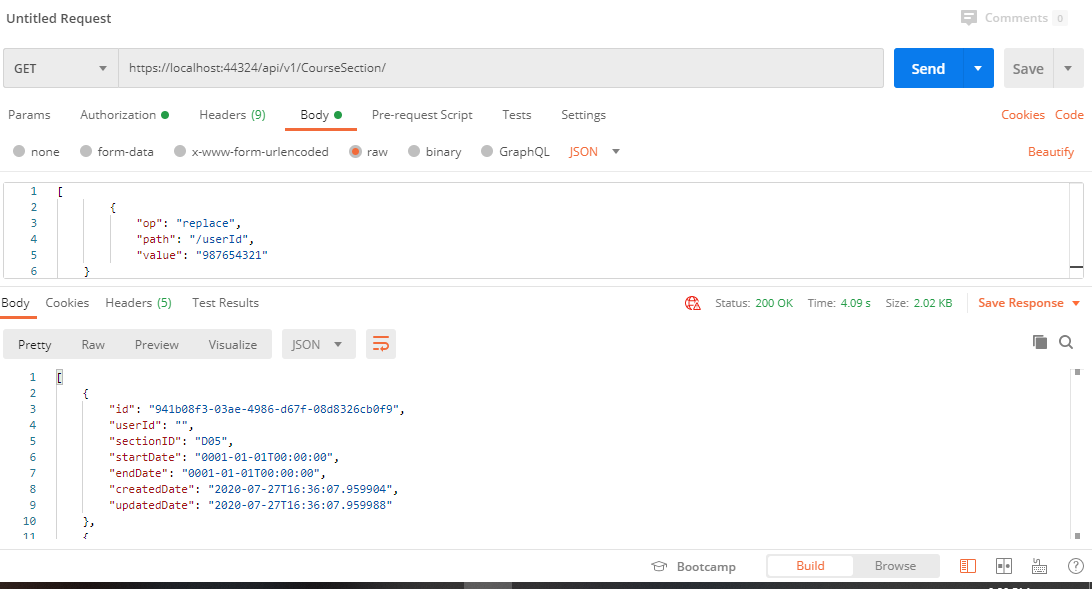 Untitled Request
Comments 0
GET https://localhost:44324/api/v1/CourseSection/ Send Save
Params Authorization Headers (9) Body Pre-request Script Tests Settings Cookies Code
none form-data x-www-form-urlencoded raw binary GraphQL JSON Beautify
1 [
2 {
3 "op": "replace",
4 "path": "/userId",
5 "value": "987654321"
6 }
Body Cookies Headers (5) Test Results Status: 200 OK Time: 4.09 s Size: 2.02 KB Save Response
Pretty Raw Preview Visualize JSON
1 [
2 {
3 "id": "941b08f3-03ae-4986-d67f-08d8326cb0f9",
4 "userId": "",
5 "sectionID": "D05",
6 "startDate": "0001-01-01T00:00:00",
7 "endDate": "0001-01-01T00:00:00",
8 "createdDate": "2020-07-27T16:36:07.959904",
9 "updatedDate": "2020-07-27T16:36:07.959988"
10 },
11 {
Bootcamp Build Browse